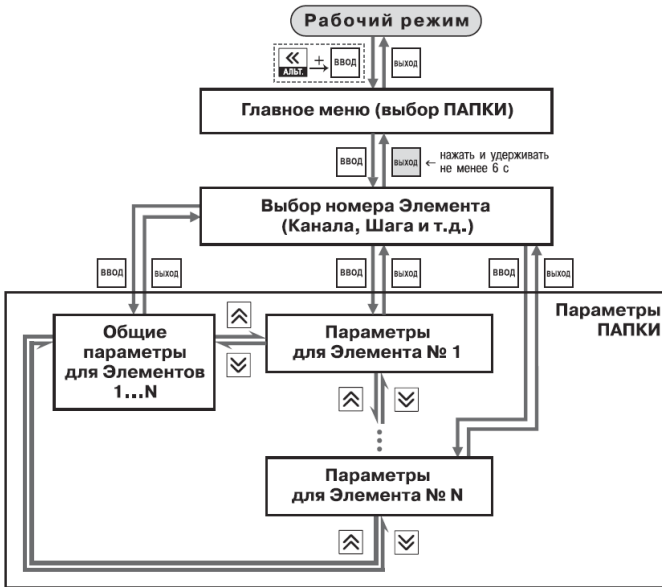 Рабочий режим
«
АЛЬТ.
+
ВВОД
ВЫХОД
Главное меню (выбор ПАПКИ)
ВВОД
ВЫХОД
← нажать и удерживать
не менее 6 с
Выбор номера Элемента
(Канала, Шага и т.д.)
ВВОД
ВЫХОД
ВВОД
ВЫХОД
ВВОД
ВЫХОД
Параметры
ПАПКИ
Общие
параметры
для Элементов
1...N
Параметры
для Элемента № 1
Параметры
для Элемента № N